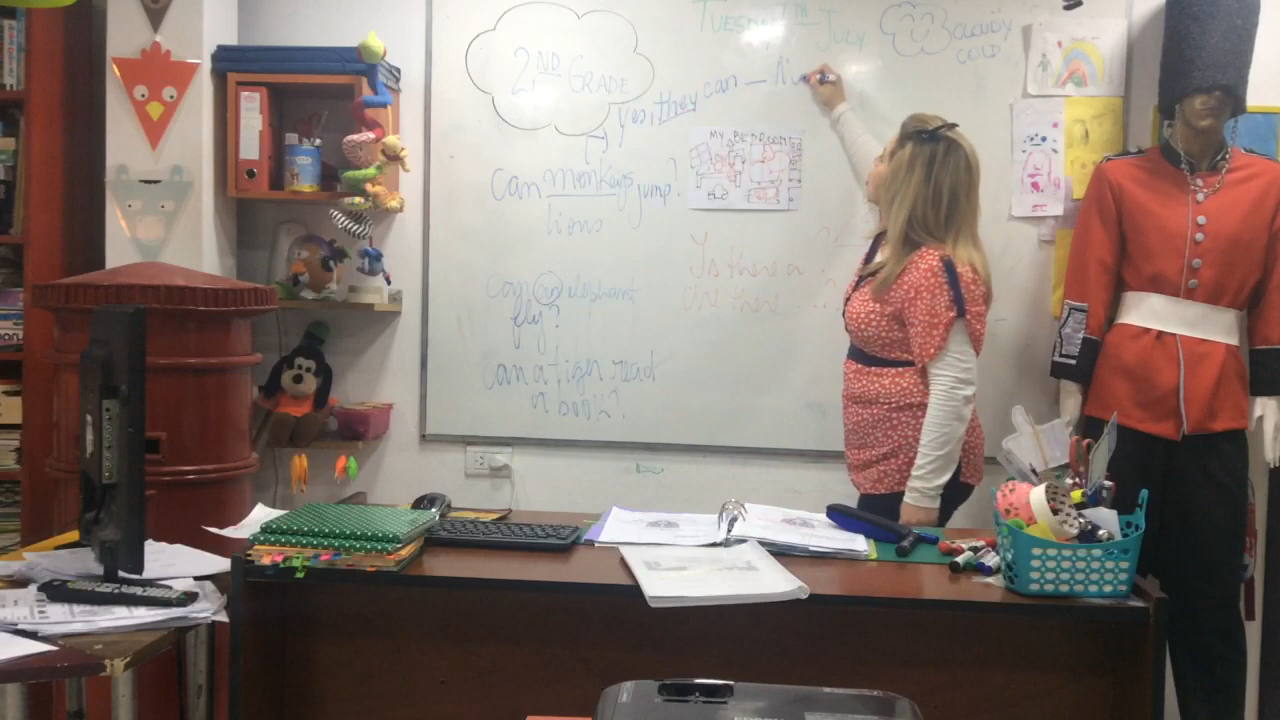 TUESDAY 7TH JULY
CLOUDY
COLD
2ND GRADE
yes, they can –
can monkeys jump?
lions
MY BEDROOM
Is there a ?
Are there ...?
can an elephant
fly?
can a tiger read
a book?
EPSON